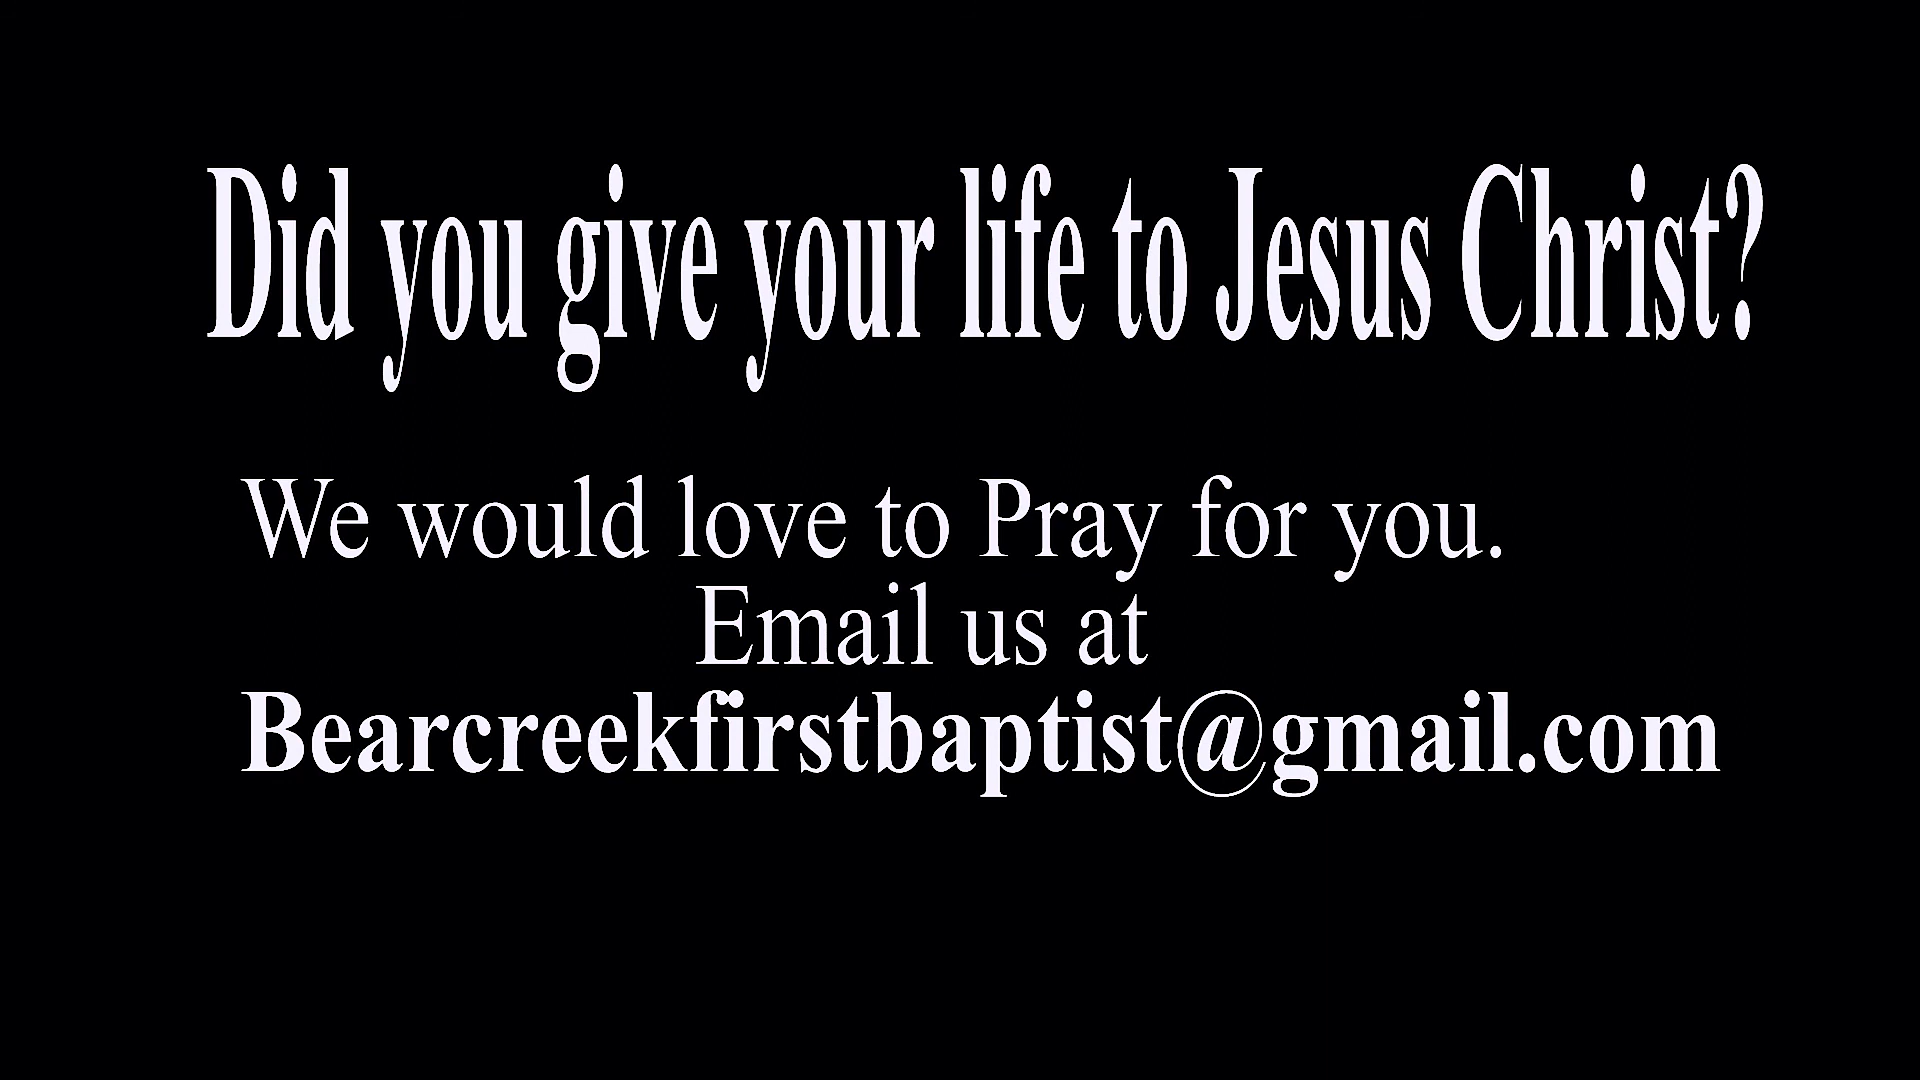 Did you give your life to Jesus Christ?
We would love to Pray for you.
Email us at
Bearcreekfirstbaptist@gmail.com